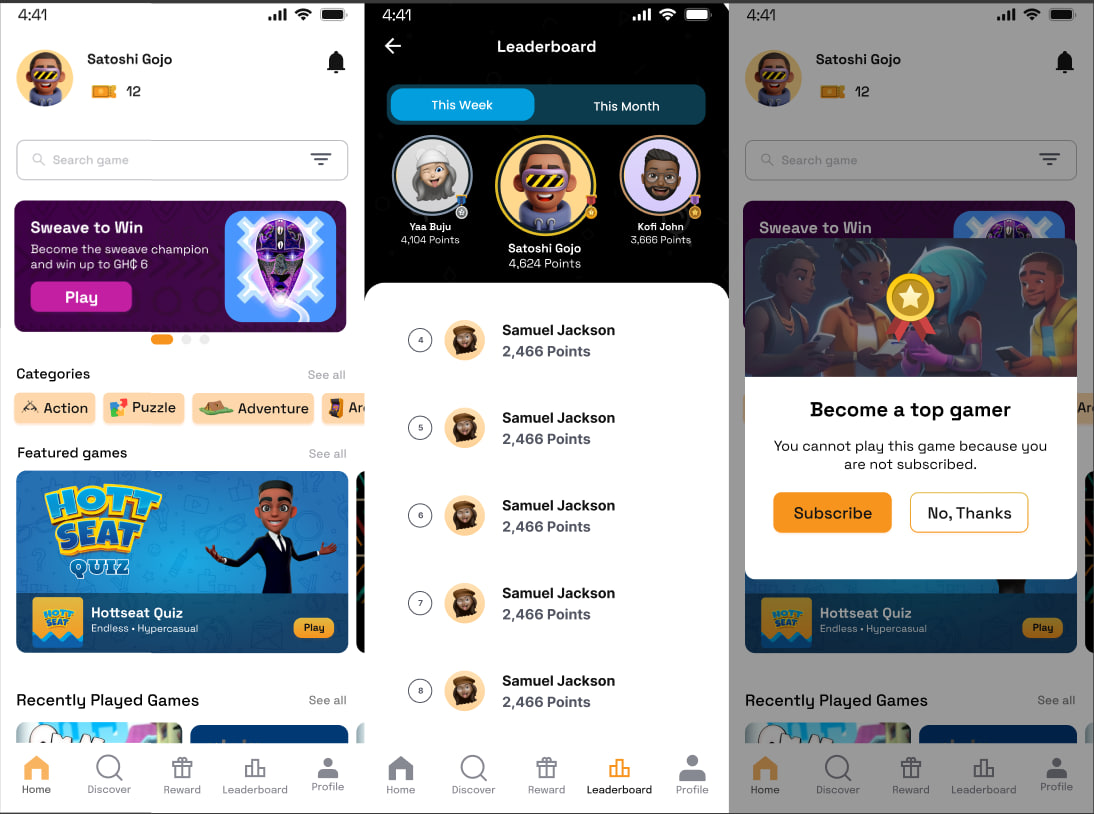 4:41
Satoshi Gojo
12
Search game
Sweave to Win
Become the sweave champion
and win up to GH₵ 6
Play
Categories
See all
Action
Puzzle
Adventure
Ar
Featured games
See all
HOTT
SEAT
QUIZ
HOTT
SEAT
Hottseat Quiz
Endless • Hypercasual
Play
Recently Played Games
See all
Home
Discover
Reward
Leaderboard
Profile
4:41
Leaderboard
This Week
This Month
Yaa Buju
4,104 Points
Satoshi Gojo
4,624 Points
Kofi John
3,666 Points
4
Samuel Jackson
2,466 Points
5
Samuel Jackson
2,466 Points
6
Samuel Jackson
2,466 Points
7
Samuel Jackson
2,466 Points
8
Samuel Jackson
2,466 Points
Home
Discover
Reward
Leaderboard
Profile
4:41
Satoshi Gojo
12
Search game
Sweave to Win
Become a top gamer
You cannot play this game because you
are not subscribed.
Subscribe
No, Thanks
Ar
HOTT
SEAT
Hottseat Quiz
Endless • Hypercasual
Play
Recently Played Games
See all
Home
Discover
Reward
Leaderboard
Profile